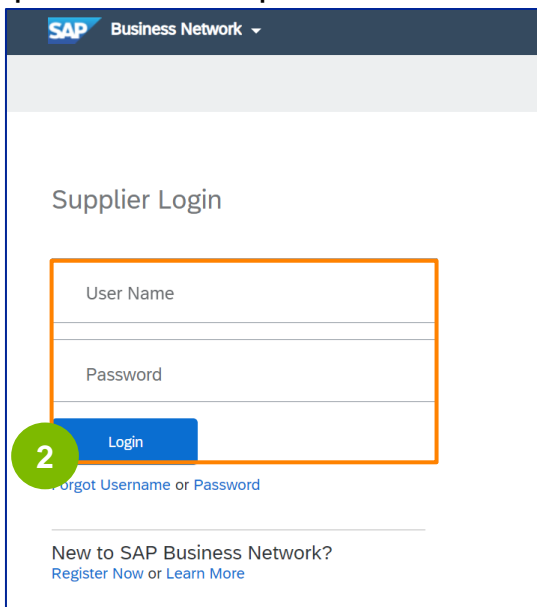 SAP Business Network
Supplier Login
User Name
Password
Login
2
Forgot Username or Password
New to SAP Business Network?
Register Now or Learn More